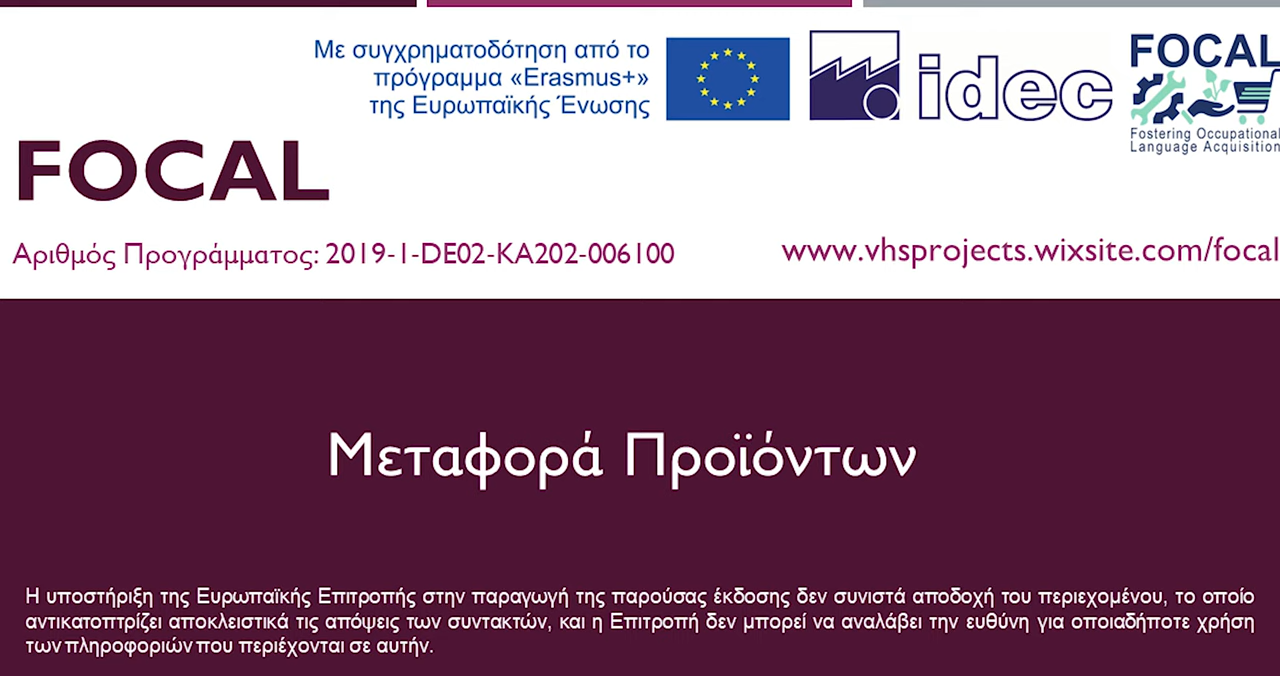 Με συγχρηματοδότηση από το
πρόγραμμα «Erasmus+»
της Ευρωπαϊκής Ένωσης
idec
FOCAL
Fostering Occupational
Language Acquisition
FOCAL
Αριθμός Προγράμματος: 2019-1-DE02-KA202-006100
www.vhsprojects.wixsite.com/focal
Μεταφορά Προϊόντων
Η υποστήριξη της Ευρωπαϊκής Επιτροπής στην παραγωγή της παρούσας έκδοσης δεν συνιστά αποδοχή του περιεχομένου, το οποίο
αντικατοπτρίζει αποκλειστικά τις απόψεις των συντακτών, και η Επιτροπή δεν μπορεί να αναλάβει την ευθύνη για οποιαδήποτε χρήση
των πληροφοριών που περιέχονται σε αυτήν.